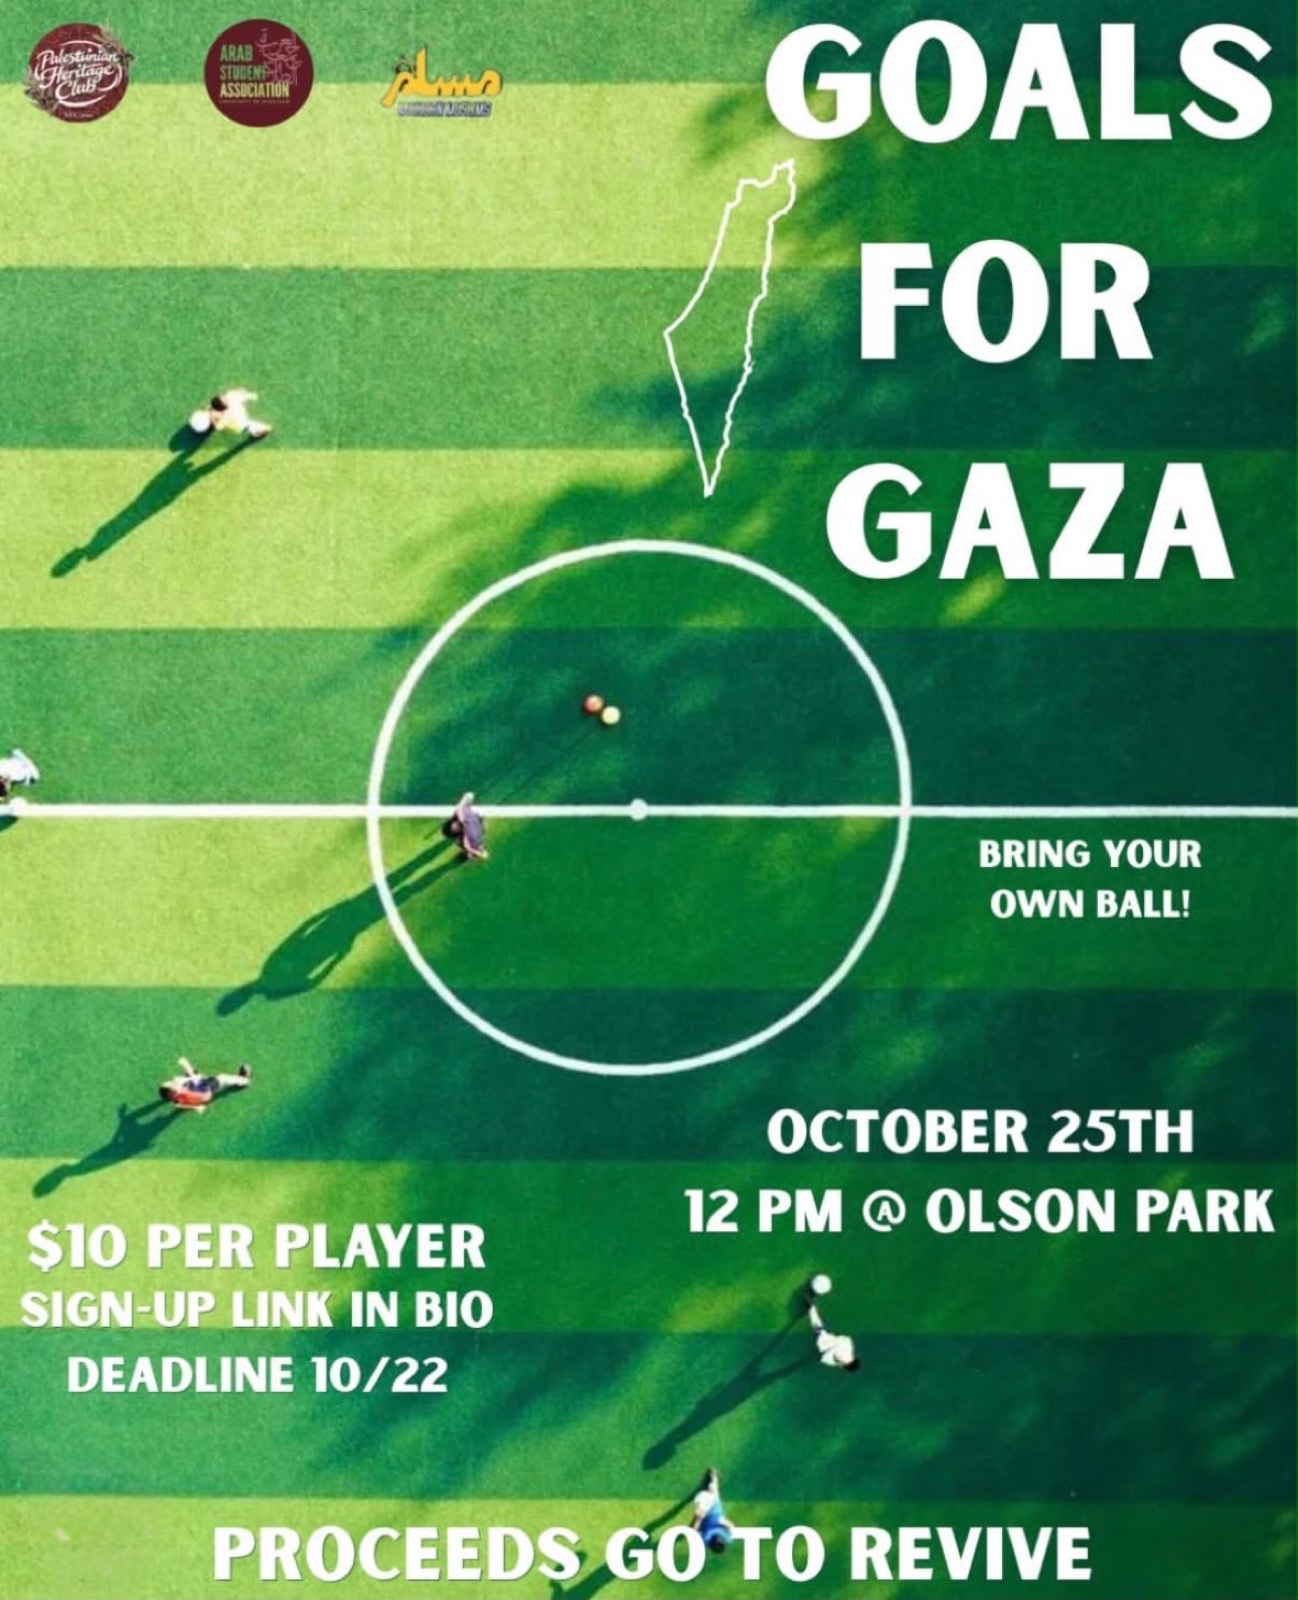 Palestinian
Heritage
Club
ARAB
STUDENT
ASSOCIATION
GOALS
FOR
GAZA
BRING YOUR
OWN BALL!
OCTOBER 25TH
12 PM @ OLSON PARK
$10 PER PLAYER
SIGN-UP LINK IN BIO
DEADLINE 10/22
PROCEEDS GO TO REVIVE